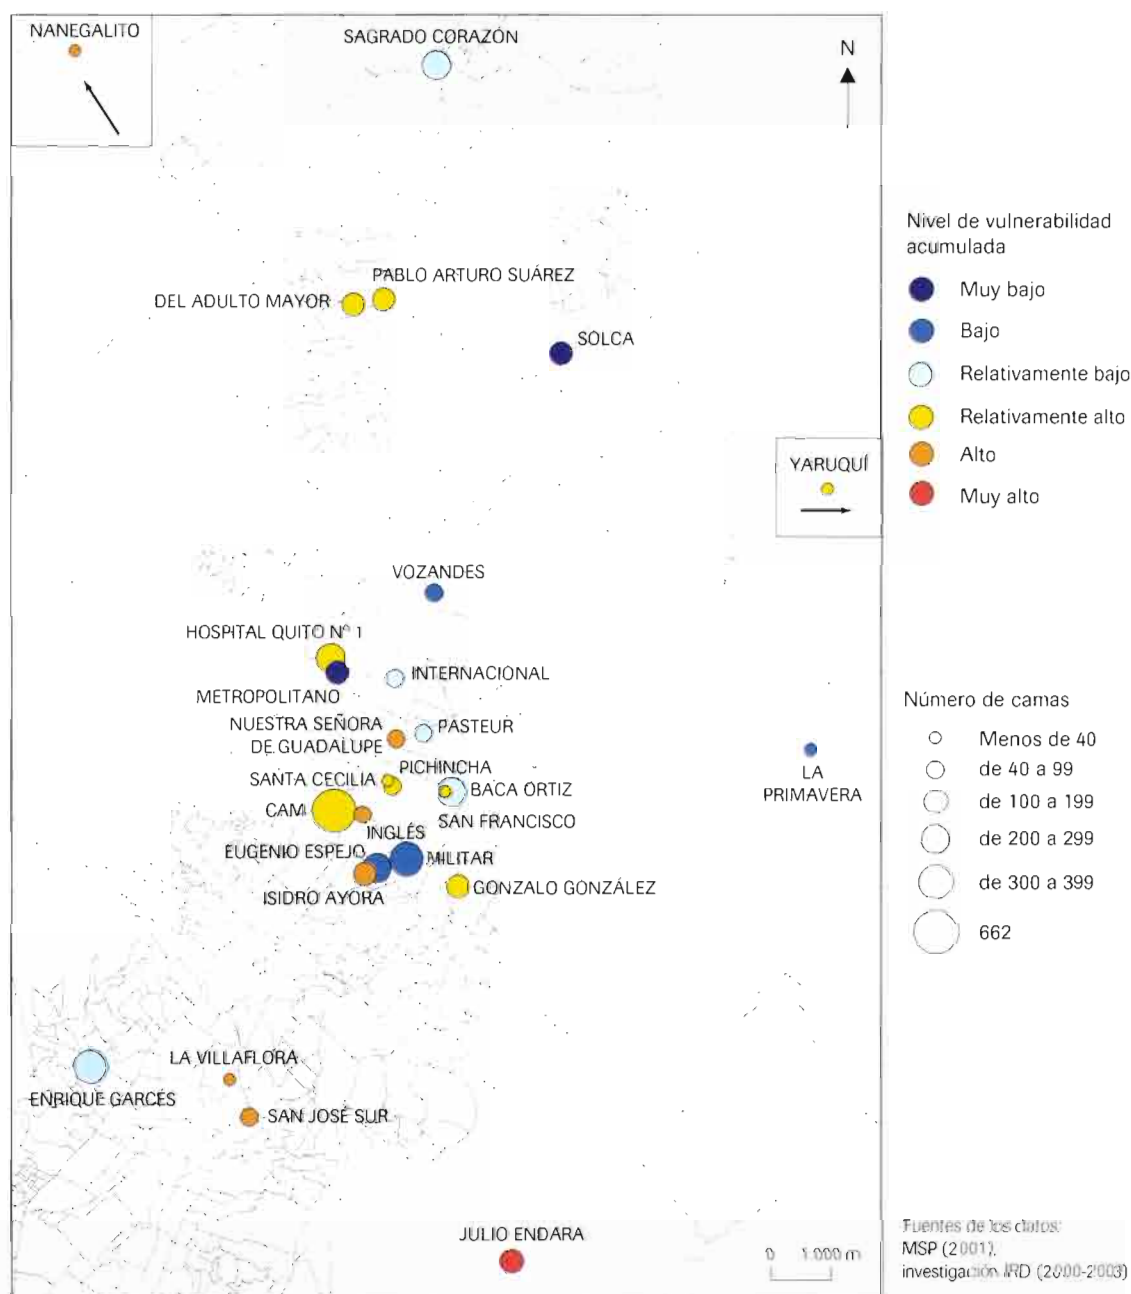 NANEGALITO
SAGRADO CORAZÓN
N
PABLO ARTURO SUÁREZ
DEL ADULTO MAYOR
SOLCA
YARUQUÍ
VOZANDES
HOSPITAL QUITO Nº 1
INTERNACIONAL
METROPOLITANO
NUESTRA SEÑORA
DE GUADALUPE
PASTEUR
PICHINCHA
SANTA CECILIA
BACA ORTIZ
CAM
SAN FRANCISCO
INGLÉS
EUGENIO ESPEJO
MILITAR
ISIDRO AYORA
GONZALO GONZÁLEZ
LA
PRIMAVERA
LA VILLAFLORA
ENRIQUE GARCÉS
SAN JOSÉ SUR
JULIO ENDARA
0 1.000 m
Nivel de vulnerabilidad
acumulada
Muy bajo
Bajo
Relativamente bajo
Relativamente alto
Alto
Muy alto
Número de camas
Menos de 40
de 40 a 99
de 100 a 199
de 200 a 299
de 300 a 399
662
Fuentes de los datos:
MSP (2001),
investigación IRD (2000-2003)